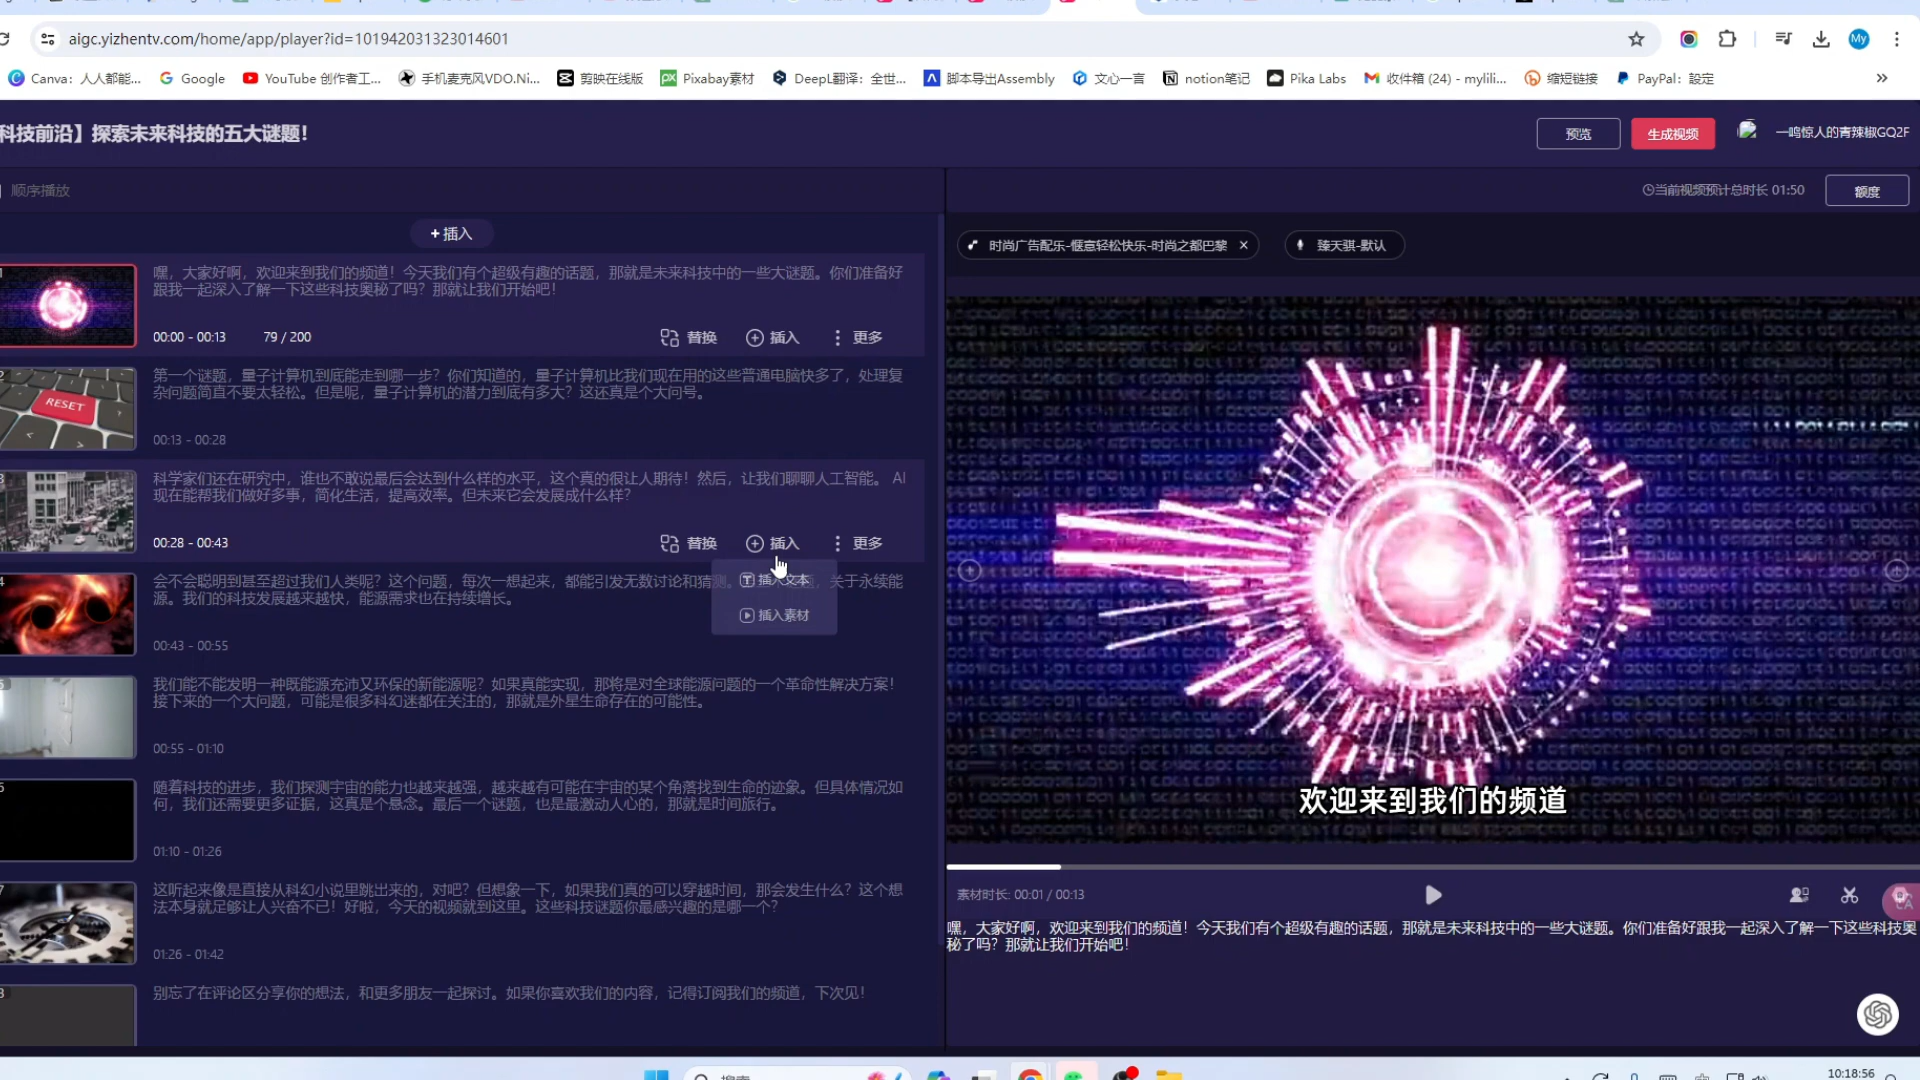 aigc.yizhentv.com/home/app/player?id=101942031323014601
My
Canva：人人都能...
Google
YouTube 创作者工...
手机麦克风VDO.Ni...
剪映在线版
Pixabay素材
DeepL翻译：全世...
脚本导出Assembly
文心一言
notion笔记
Pika Labs
收件箱 (24) - mylili...
缩短链接
PayPal：設定
科技前沿】探索未来科技的五大谜题！
预览
生成视频
一鸣惊人的青辣椒GQ2F
顺序播放
当前视频预计总时长 01:50
额度
+ 插入
时尚广告配乐-惬意轻松快乐-时尚之都巴黎
臻天骐-默认
嘿，大家好啊，欢迎来到我们的频道！今天我们有个超级有趣的话题，那就是未来科技中的一些大谜题。你们准备好
跟我一起深入了解一下这些科技奥秘了吗？那就让我们开始吧！
00:00 - 00:13 79 / 200 替换 插入 更多
第一个谜题，量子计算机到底能走到哪一步？你们知道的，量子计算机比我们现在用的这些普通电脑快多了，处理复
杂问题简直不要太轻松。但是呢，量子计算机的潜力到底有多大？这还真是个大问号。
RESET
00:13 - 00:28
科学家们还在研究中，谁也不敢说最后会达到什么样的水平，这个真的很让人期待！然后，让我们聊聊人工智能。 AI
现在能帮我们做好多事，简化生活，提高效率。但未来它会发展成什么样？
00:28 - 00:43 替换 插入 更多
插入文本
插入素材
会不会聪明到甚至超过我们人类呢？这个问题，每次一想起来，都能引发无数讨论和猜测。 关于永续能
源。我们的科技发展越来越快，能源需求也在持续增长。
00:43 - 00:55
我们能不能发明一种既能源充沛又环保的新能源呢？如果真能实现，那将是对全球能源问题的一个革命性解决方案！
接下来的一个大问题，可能是很多科幻迷都在关注的，那就是外星生命存在的可能性。
00:55 - 01:10
随着科技的进步，我们探测宇宙的能力也越来越强，越来越有可能在宇宙的某个角落找到生命的迹象。但具体情况如
何，我们还需要更多证据，这真是个悬念。最后一个谜题，也是最激动人心的，那就是时间旅行。
01:10 - 01:26
这听起来像是直接从科幻小说里跳出来的，对吧？但想象一下，如果我们真的可以穿越时间，那会发生什么？这个想
法本身就足够让人兴奋不已！好啦，今天的视频就到这里。这些科技谜题你最感兴趣的是哪一个？
01:26 - 01:42
别忘了在评论区分享你的想法，和更多朋友一起探讨。如果你喜欢我们的内容，记得订阅我们的频道，下次见！
欢迎来到我们的频道
素材时长: 00:01 / 00:13
嘿，大家好啊，欢迎来到我们的频道！今天我们有个超级有趣的话题，那就是未来科技中的一些大谜题。你们准备好跟我一起深入了解一下这些科技奥
秘了吗？那就让我们开始吧！
10:18:56